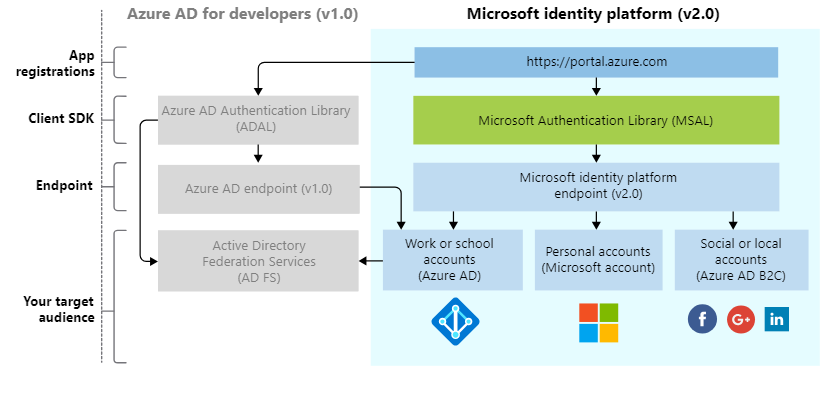 Azure AD for developers (v1.0)
Microsoft identity platform (v2.0)
App
registrations
https://portal.azure.com
Client SDK
Azure AD Authentication Library
(ADAL)
Microsoft Authentication Library (MSAL)
Endpoint
Azure AD endpoint (v1.0)
Microsoft identity platform
endpoint (v2.0)
Your target
audience
Active Directory
Federation Services
(AD FS)
Work or school
accounts
(Azure AD)
Personal accounts
(Microsoft account)
Social or local
accounts
(Azure AD B2C)
f
G+
in